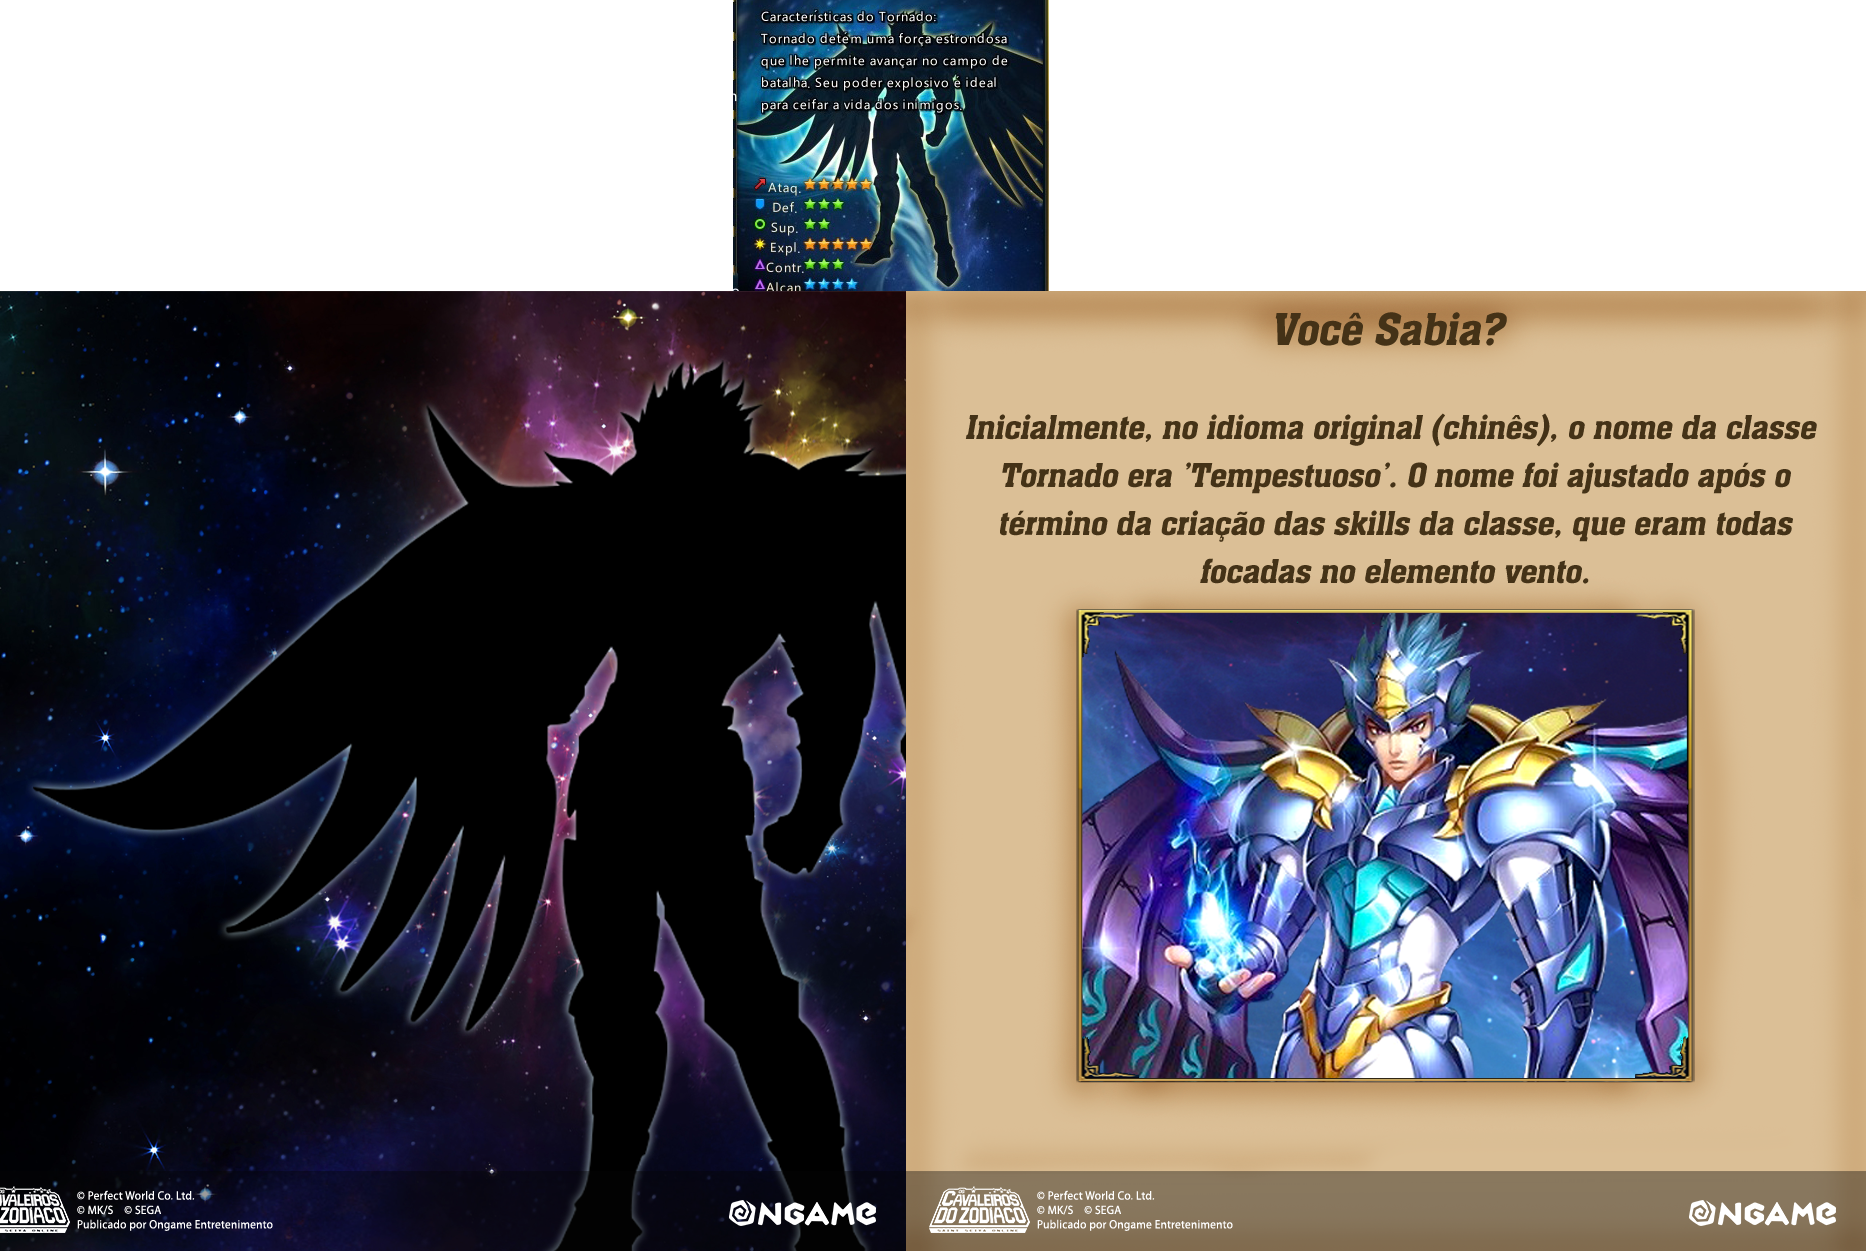 Características do Tornado:
Tornado detém uma força estrondosa
que lhe permite avançar no campo de
batalha. Seu poder explosivo é ideal
para ceifar a vida dos inimigos.
Ataq.
Def.
Sup.
Expl.
Contr.
Alcan
Você Sabia?
Inicialmente, no idioma original (chinês), o nome da classe
Tornado era 'Tempestuoso'. O nome foi ajustado após o
término da criação das skills da classe, que eram todas
focadas no elemento vento.
© Perfect World Co. Ltd.
© MK/S © SEGA
Publicado por Ongame Entretenimento
ONGAME
CAVALEIROS
DO ZODÍACO
© Perfect World Co. Ltd.
© MK/S © SEGA
Publicado por Ongame Entretenimento
ONGAME